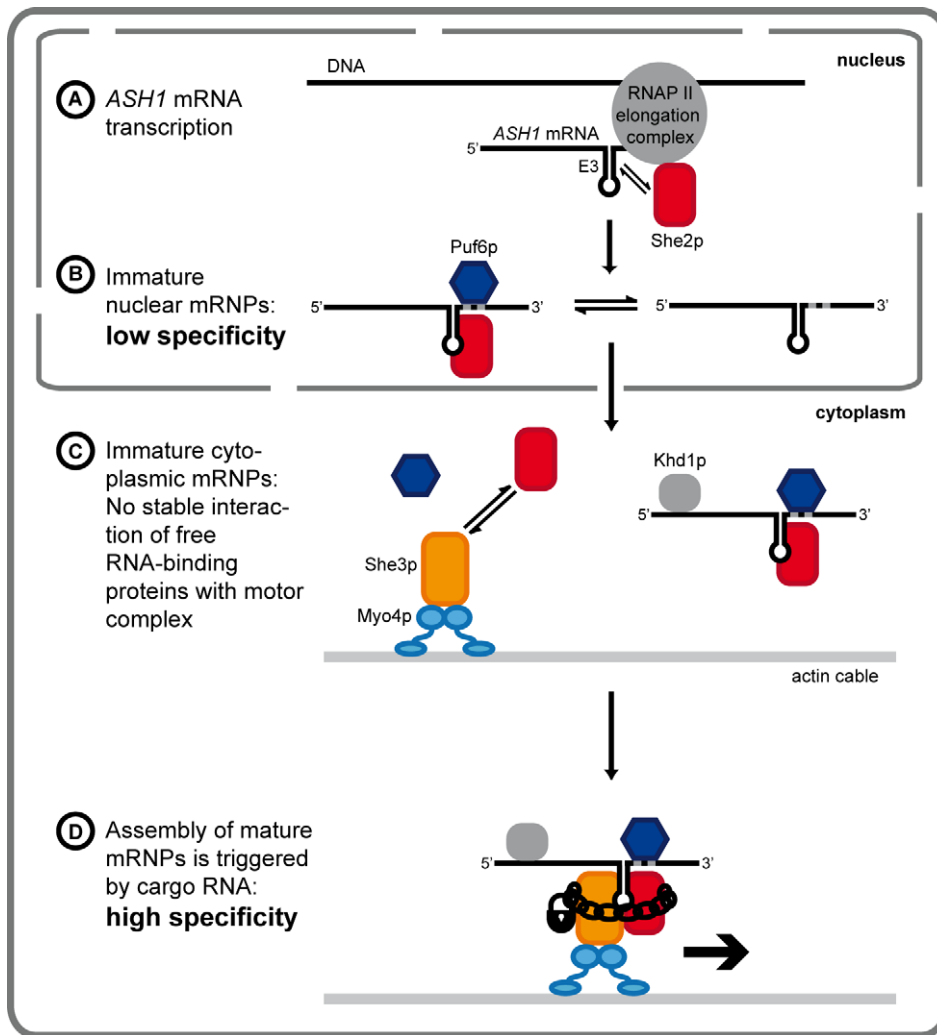 nucleus
DNA
A
ASH1 mRNA
transcription
RNAP II
elongation
complex
ASH1 mRNA
5’
E3
She2p
Puf6p
B
Immature
nuclear mRNPs:
low specificity
5’
3’
5’
3’
cytoplasm
C
Immature cyto-
plasmic mRNPs:
No stable interac-
tion of free
RNA-binding
proteins with motor
complex
Khd1p
5’
3’
She3p
Myo4p
actin cable
D
Assembly of mature
mRNPs is triggered
by cargo RNA:
high specificity
5’
3’